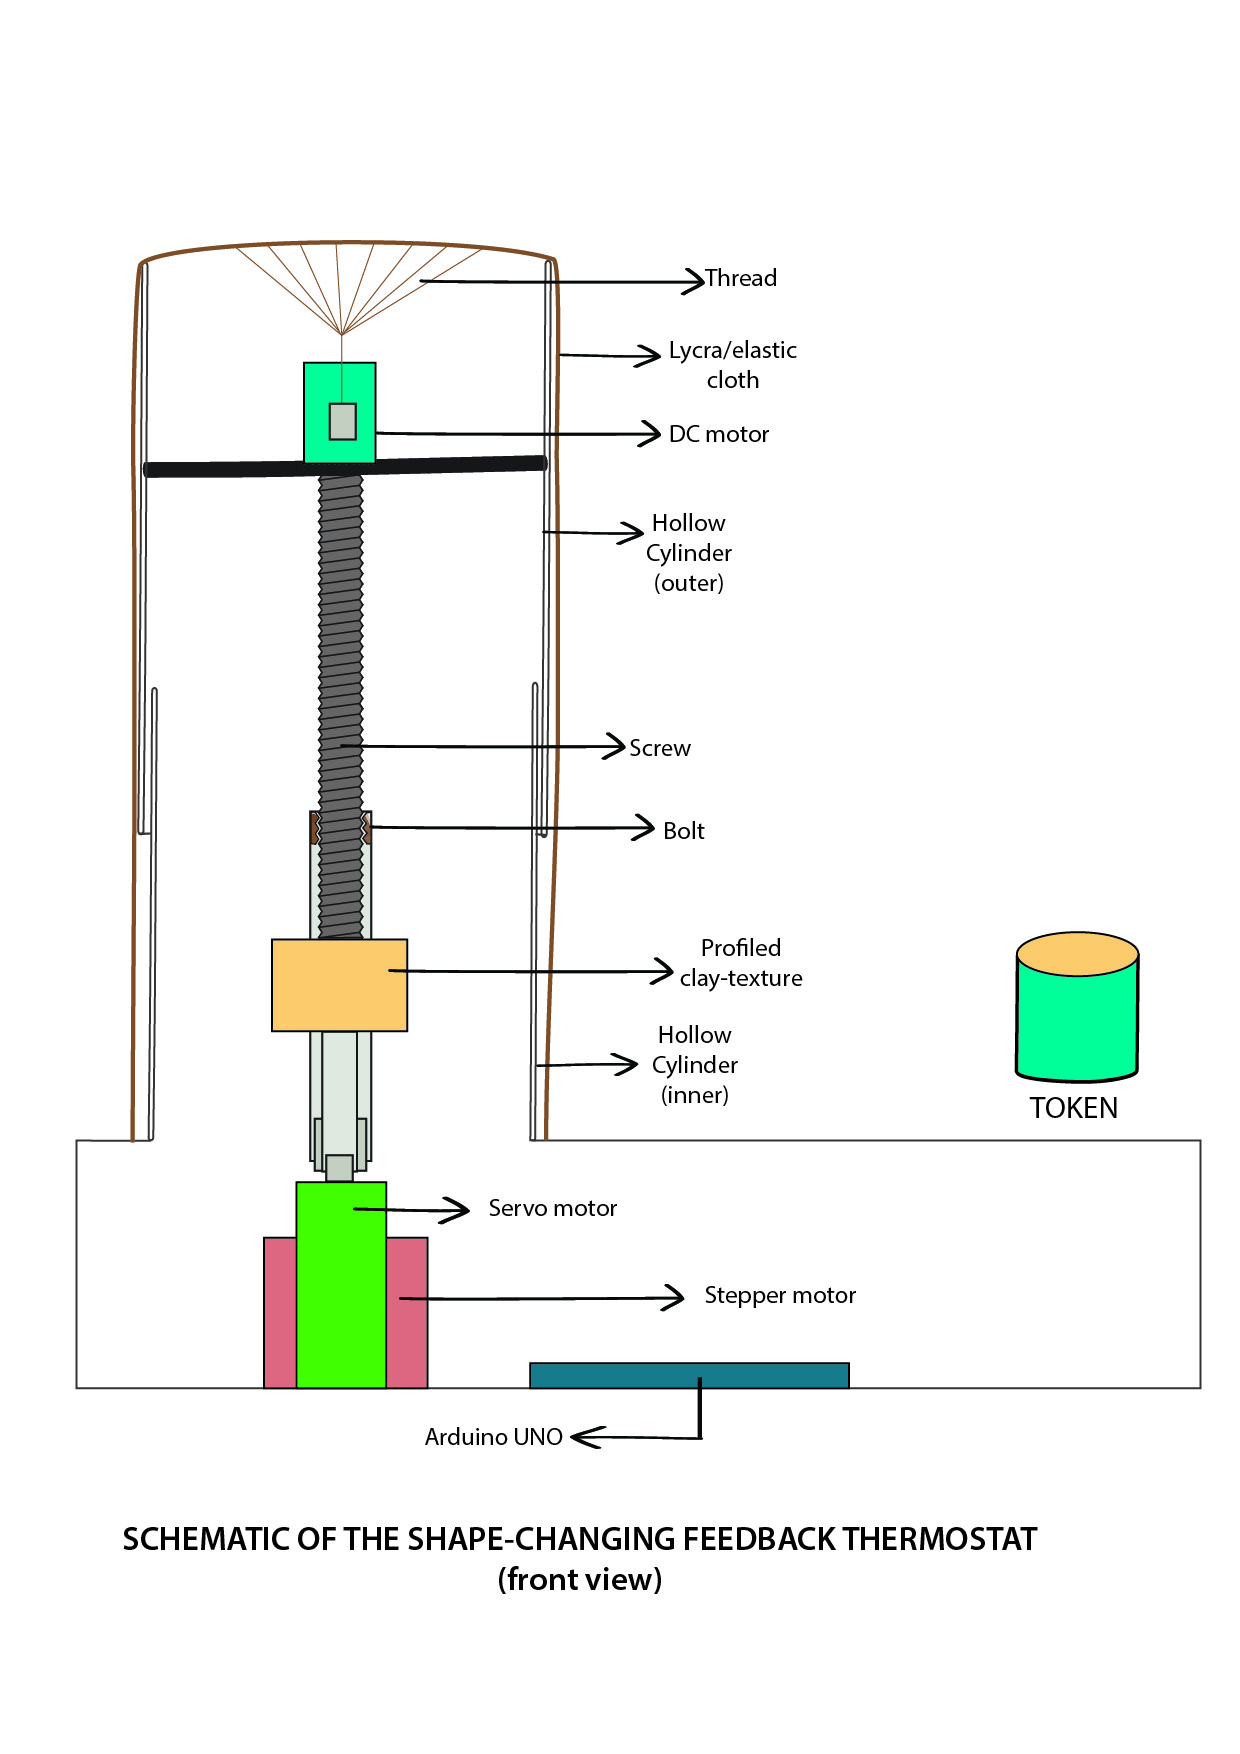 Thread
Lycra/elastic
cloth
DC motor
Hollow
Cylinder
(outer)
Screw
Bolt
Profiled
clay-texture
Hollow
Cylinder
(inner)
TOKEN
Servo motor
Stepper motor
Arduino UNO
SCHEMATIC OF THE SHAPE-CHANGING FEEDBACK THERMOSTAT
(front view)